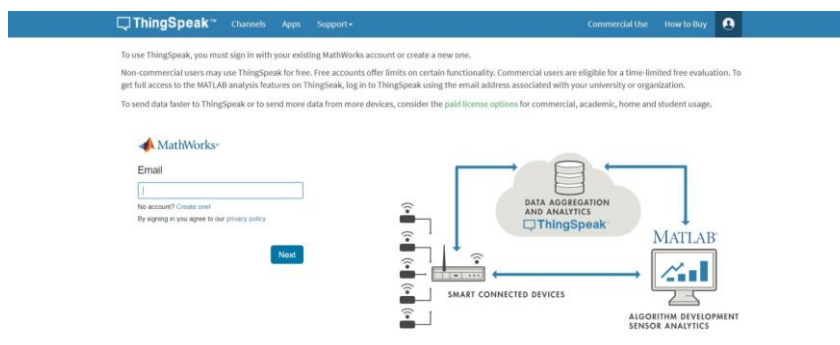 ThingSpeak™ Channels Apps Support Commercial Use How to Buy
To use ThingSpeak, you must sign in with your existing MathWorks account or create a new one.
Non-commercial users may use ThingSpeak for free. Free accounts offer limits on certain functionality. Commercial users are eligible for a time-limited free evaluation. To
get full access to the MATLAB analysis features on ThingSeak, log in to ThingSpeak using the email address associated with your university or organization.
To send data faster to ThingSpeak or to send more data from more devices, consider the paid license options for commercial, academic, home and student usage.
MathWorks®
Email
No account? Create one!
By signing in you agree to our privacy policy.
Next
DATA AGGREGATION
AND ANALYTICS
ThingSpeak™
MATLAB®
SMART CONNECTED DEVICES
ALGORITHM DEVELOPMENT
SENSOR ANALYTICS